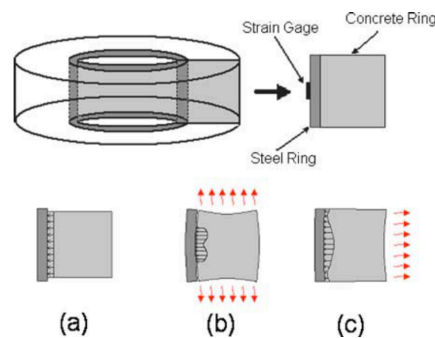 Concrete Ring
Strain Gage
Steel Ring
(a)
(b)
(c)